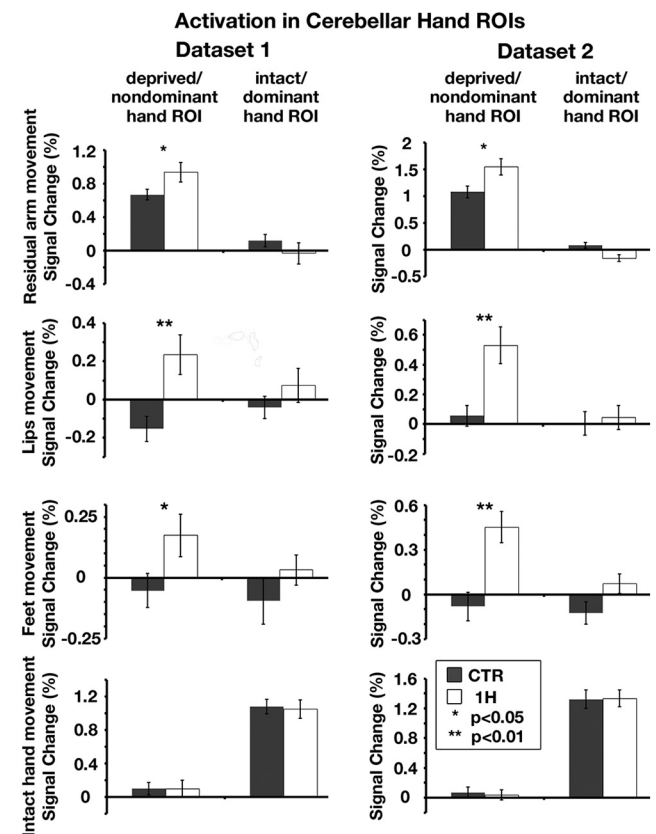 Activation in Cerebellar Hand ROIs
Dataset 1
Dataset 2
deprived/
nondominant
hand ROI
intact/
dominant
hand ROI
deprived/
nondominant
hand ROI
intact/
dominant
hand ROI
Residual arm movement
Signal Change (%)
1.2
0.8
0.4
0
-0.4
*
Signal Change (%)
2
1.5
1
0.5
0
-0.5
*
Lips movement
Signal Change (%)
0.4
0.2
0
-0.2
**
Signal Change (%)
0.6
0.4
0.2
0
-0.2
**
Feet movement
Signal Change (%)
0.25
0
-0.25
*
Signal Change (%)
0.6
0.3
0
-0.3
**
Intact hand movement
Signal Change (%)
1.2
0.8
0.4
0
Signal Change (%)
1.6
1.2
0.8
0.4
0
CTR
1H
* p<0.05
** p<0.01